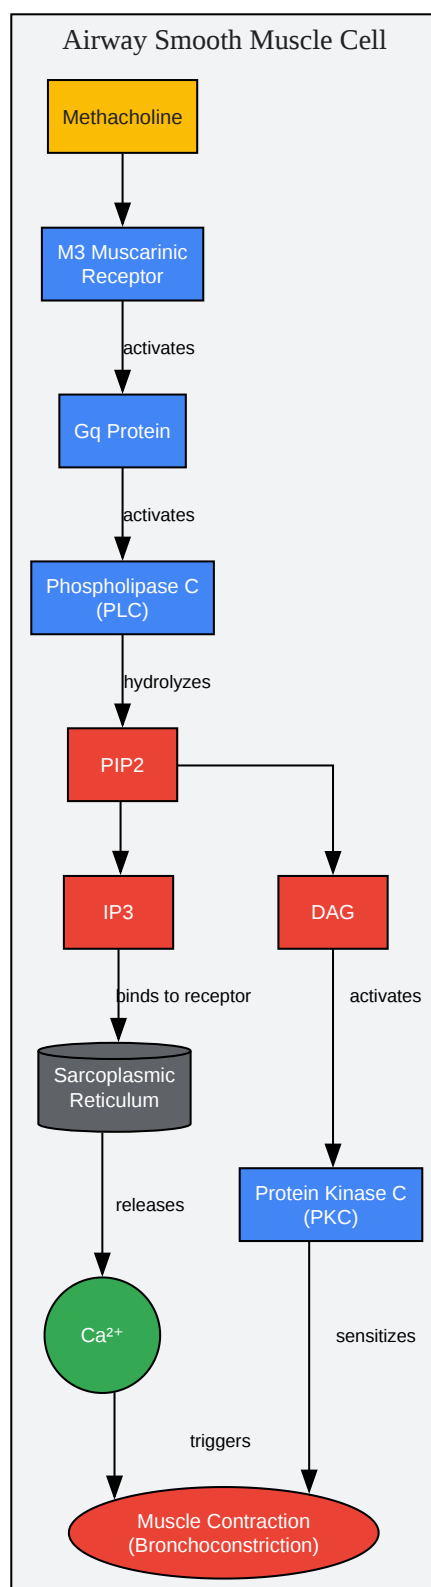 Airway Smooth Muscle Cell
Methacholine
M3 Muscarinic
Receptor
activates
Gq Protein
activates
Phospholipase C
(PLC)
hydrolyzes
PIP2
IP3
DAG
binds to receptor
activates
Sarcoplasmic
Reticulum
Protein Kinase C
(PKC)
releases
Ca²⁺
sensitizes
triggers
Muscle Contraction
(Bronchoconstriction)